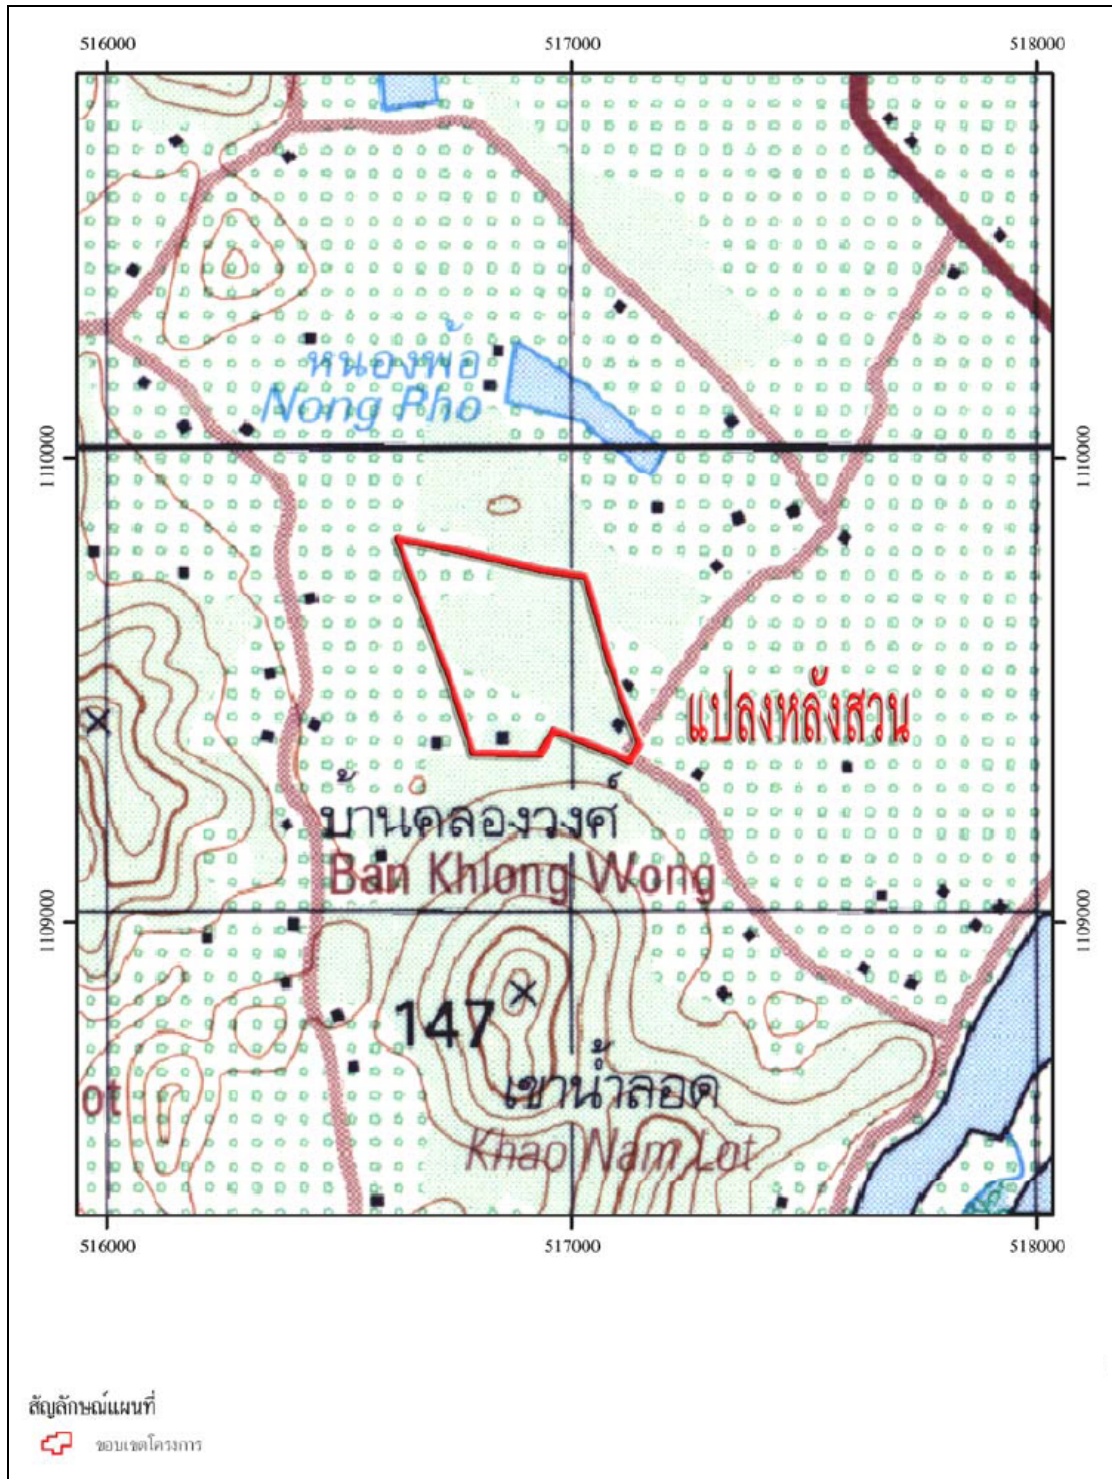 516000 517000 518000
หนองพ้อ
Nong Pho
1110000 1110000
แปลงหลังสวน
บ้านคลองวงศ์
Ban Khlong Wong
1109000 1109000
147
เขาน้ำลอด
ot
Khao Nam Lot
516000 517000 518000
สัญลักษณ์แผนที่
ขอบเขตโครงการ